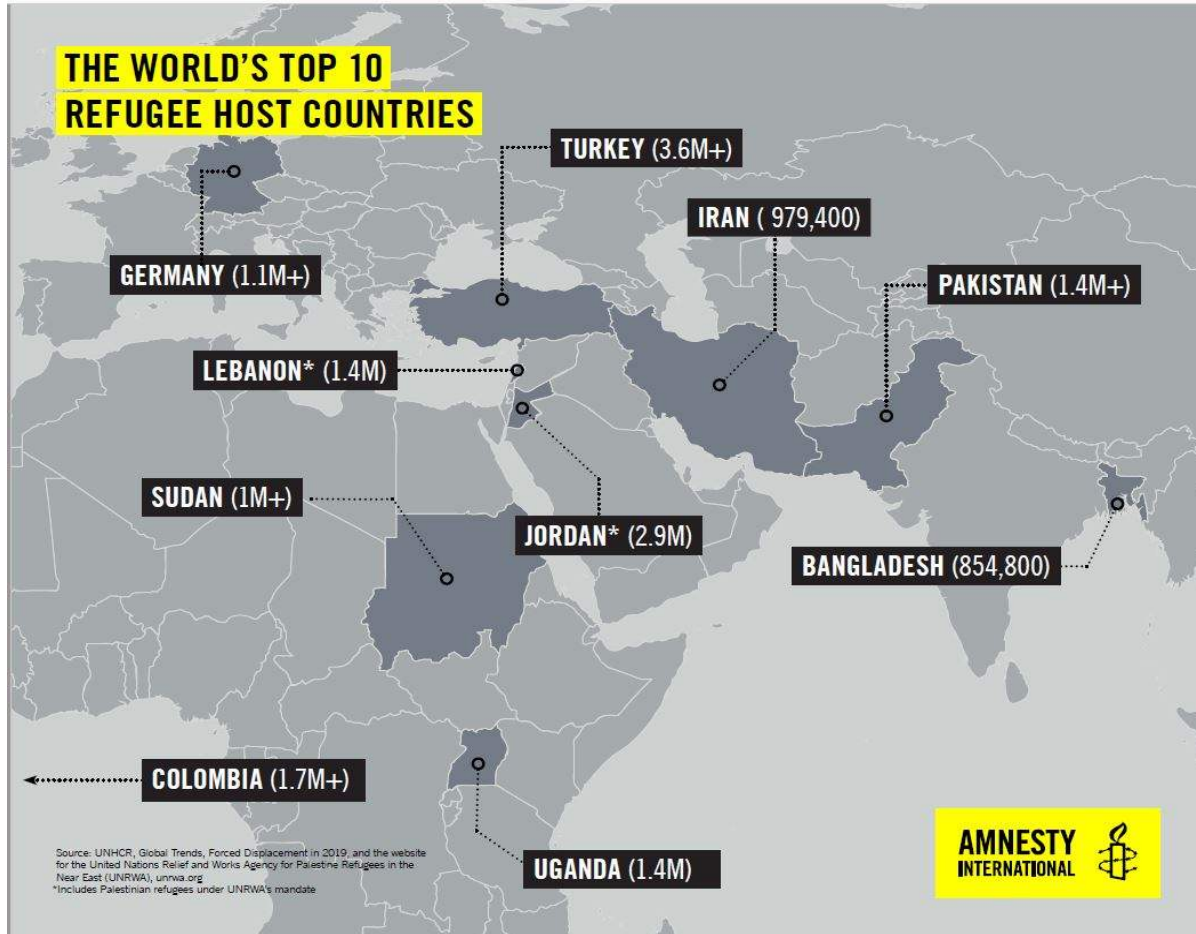 THE WORLD'S TOP 10
REFUGEE HOST COUNTRIES
TURKEY (3.6M+)
IRAN ( 979,400)
GERMANY (1.1M+)
PAKISTAN (1.4M+)
LEBANON* (1.4M)
SUDAN (1M+)
JORDAN* (2.9M)
BANGLADESH (854,800)
COLOMBIA (1.7M+)
UGANDA (1.4M)
Source: UNHCR, Global Trends, Forced Displacement in 2019, and the website
for the United Nations Relief and Works Agency for Palestine Refugees in the
Near East (UNRWA), unrwa.org
*Includes Palestinian refugees under UNRWA's mandate
AMNESTY
INTERNATIONAL